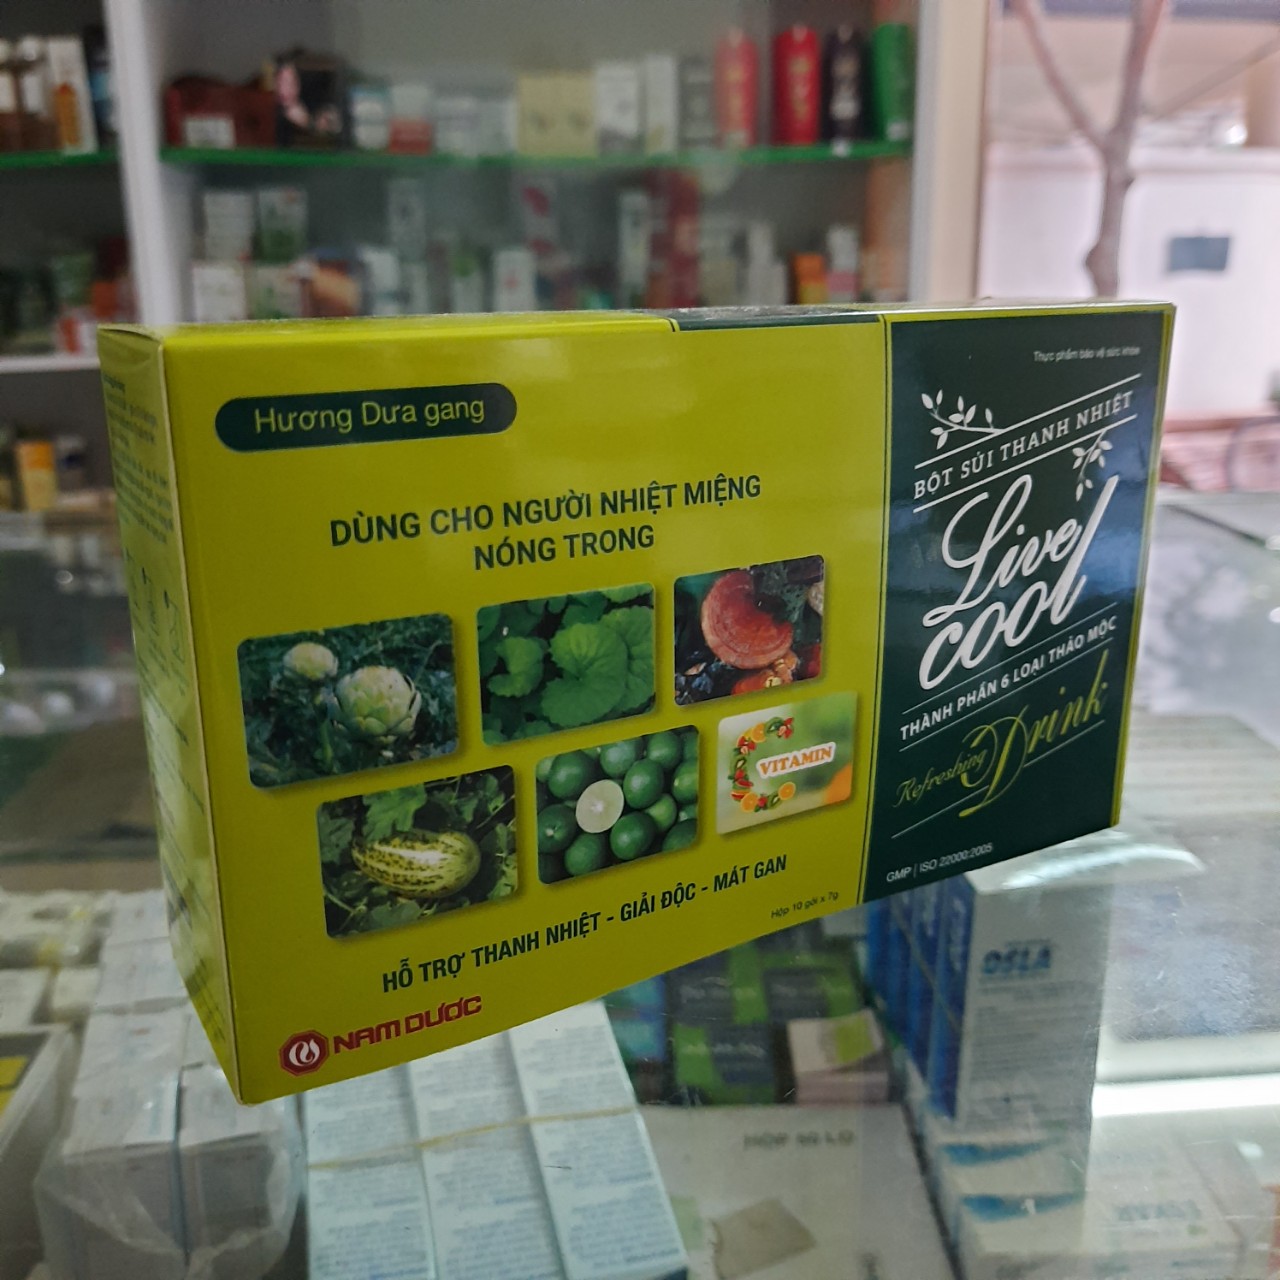 Hương Dưa gang
DÙNG CHO NGƯỜI NHIỆT MIỆNG
NÓNG TRONG
VITAMIN
HỖ TRỢ THANH NHIỆT - GIẢI ĐỘC - MÁT GAN
Hộp 10 gói x 7g
NAM DƯỢC
Thực phẩm bảo vệ sức khỏe
BỘT SỦI THANH NHIỆT
Live
cool
THÀNH PHẦN 6 LOẠI THẢO MỘC
Refreshing
Drink
GMP | ISO 22000:2005
OSLA